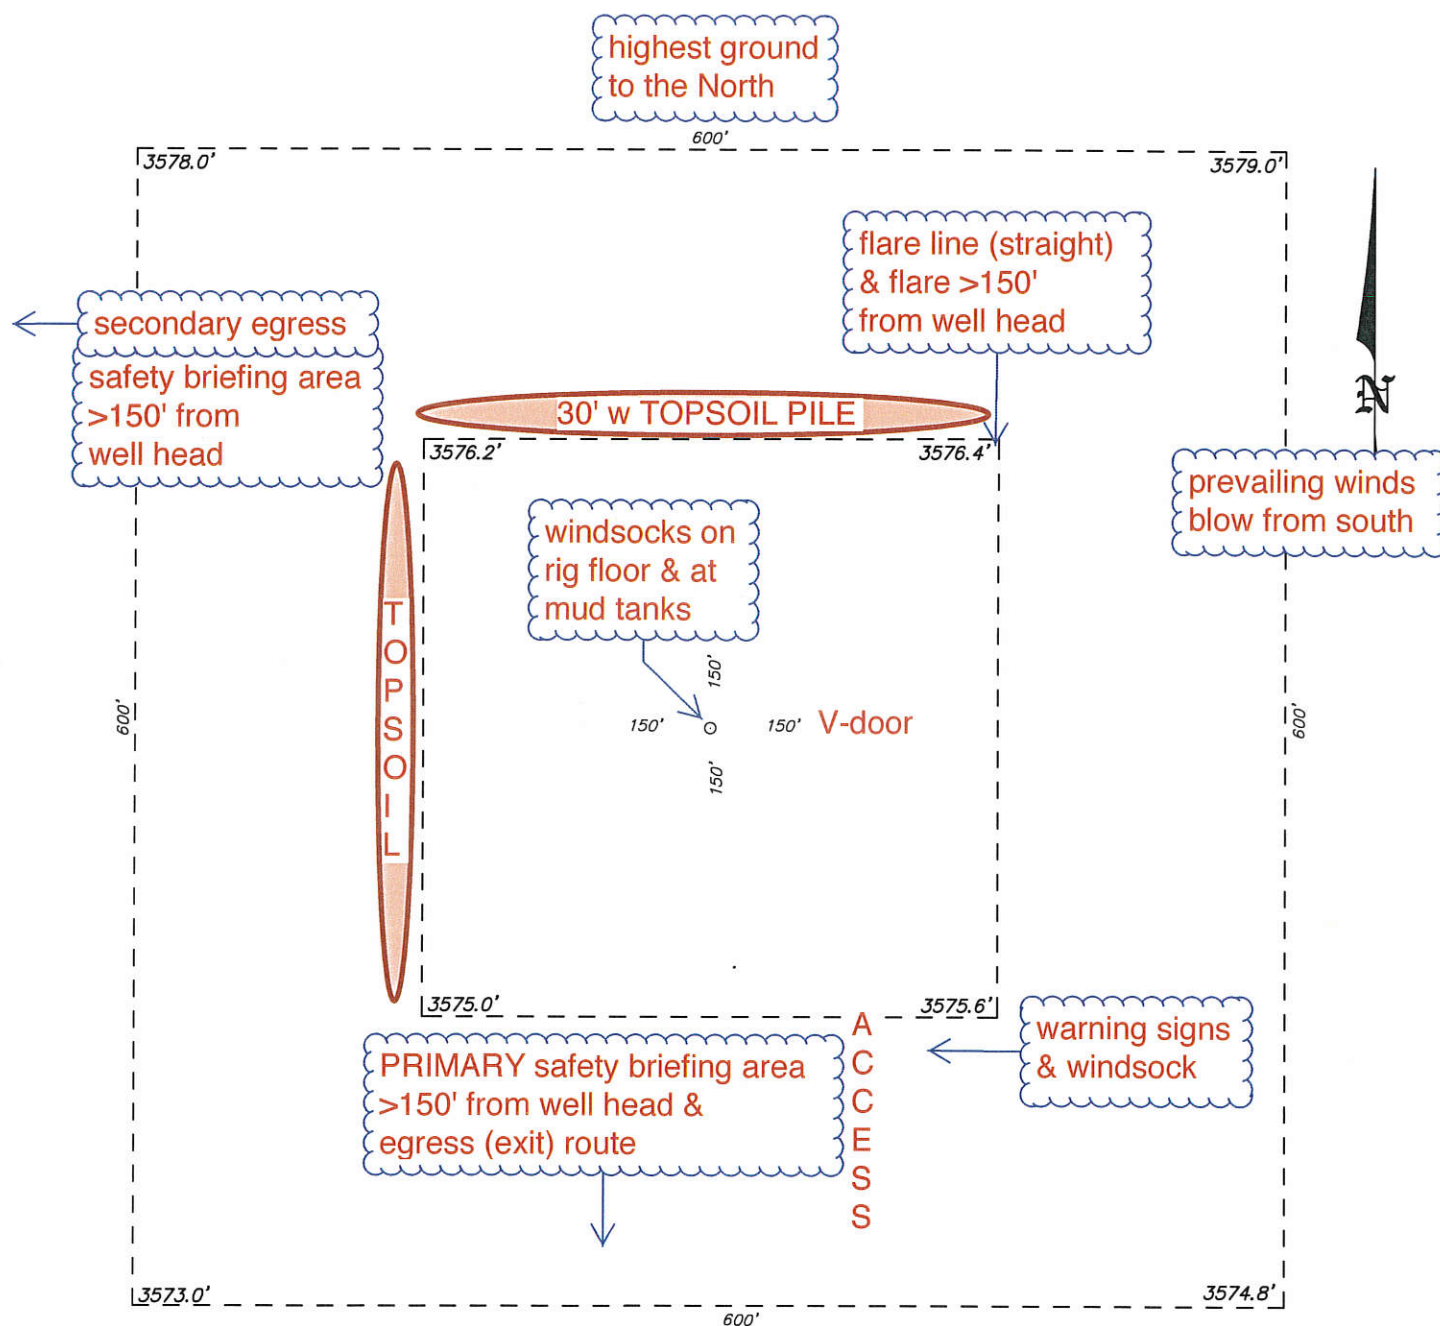 highest ground
to the North
600'
3578.0'
3579.0'
flare line (straight)
& flare >150'
from well head
secondary egress
safety briefing area
>150' from
well head
30' w TOPSOIL PILE
N
3576.2'
3576.4'
prevailing winds
blow from south
windsocks on
rig floor & at
mud tanks
TOPSOIL
150'
150'
150'
V-door
150'
600'
600'
3575.0'
3575.6'
ACCESS
warning signs
& windsock
PRIMARY safety briefing area
>150' from well head &
egress (exit) route
3573.0'
3574.8'
600'